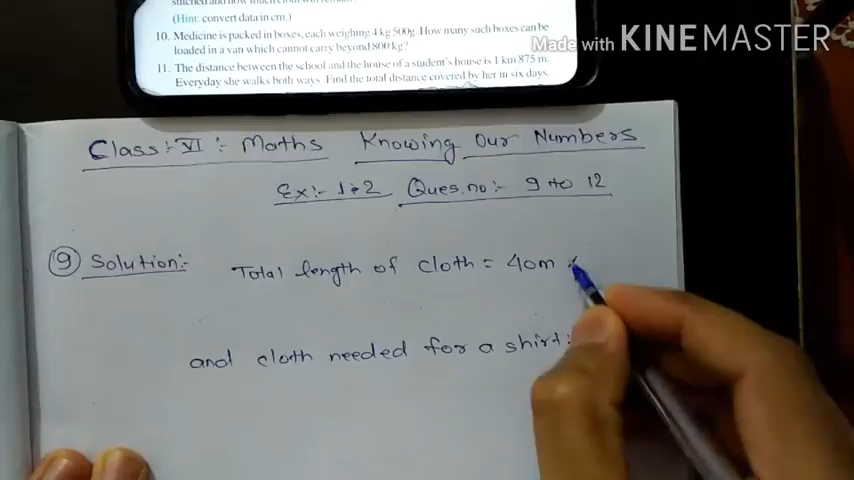 (Hint: convert data in cm.)
10. Medicine is packed in boxes, each weighing 4 kg 500g. How many such boxes can be
loaded in a van which cannot carry beyond 800 kg?
11. The distance between the school and the house of a student's house is 1 km 875 m.
Everyday she walks both ways. Find the total distance covered by her in six days.
Made with KINEMASTER
Class:- VI :- Maths Knowing Our Numbers
Ex:- 1.2 Ques.no:- 9 to 12
9 Solution:- Total length of cloth = 40m
and cloth needed for a shirt